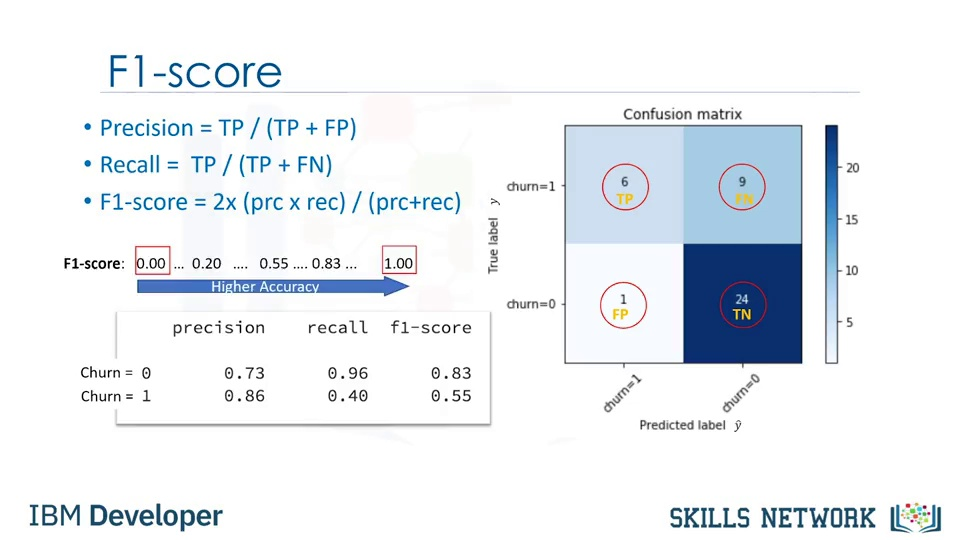 F1-score
• Precision = TP / (TP + FP)
• Recall = TP / (TP + FN)
• F1-score = 2x (prc x rec) / (prc+rec)
F1-score: 0.00 ... 0.20 .... 0.55 .... 0.83 ... 1.00
Higher Accuracy
precision recall f1-score
Churn = 0 0.73 0.96 0.83
Churn = 1 0.86 0.40 0.55
Confusion matrix
True label y
churn=1
churn=0
6
TP
9
FN
1
FP
24
TN
churn=1
churn=0
Predicted label ŷ
20
15
10
5
IBM Developer
SKILLS NETWORK